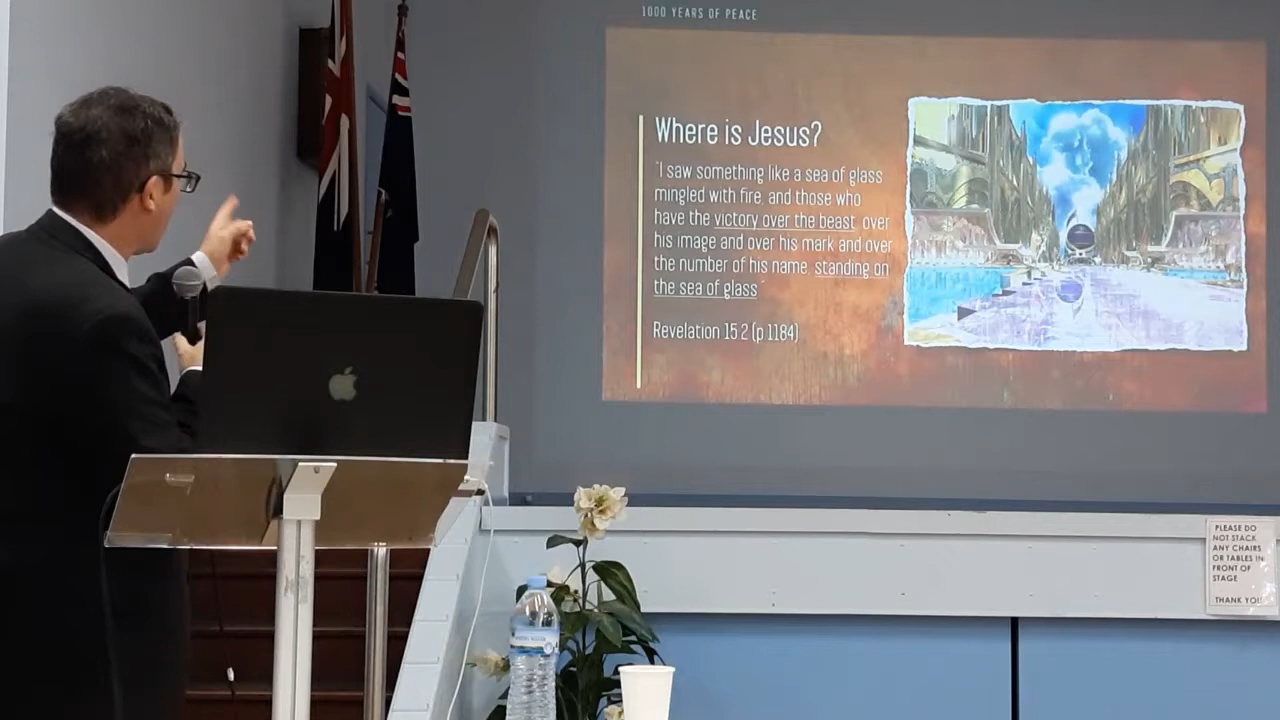 1000 YEARS OF PEACE
Where is Jesus?
"I saw something like a sea of glass
mingled with fire, and those who
have the victory over the beast, over
his image and over his mark and over
the number of his name, standing on
the sea of glass"
Revelation 15:2 (p.1184)
PLEASE DO
NOT STACK
ANY CHAIRS
OR TABLES IN
FRONT OF
STAGE
THANK YOU